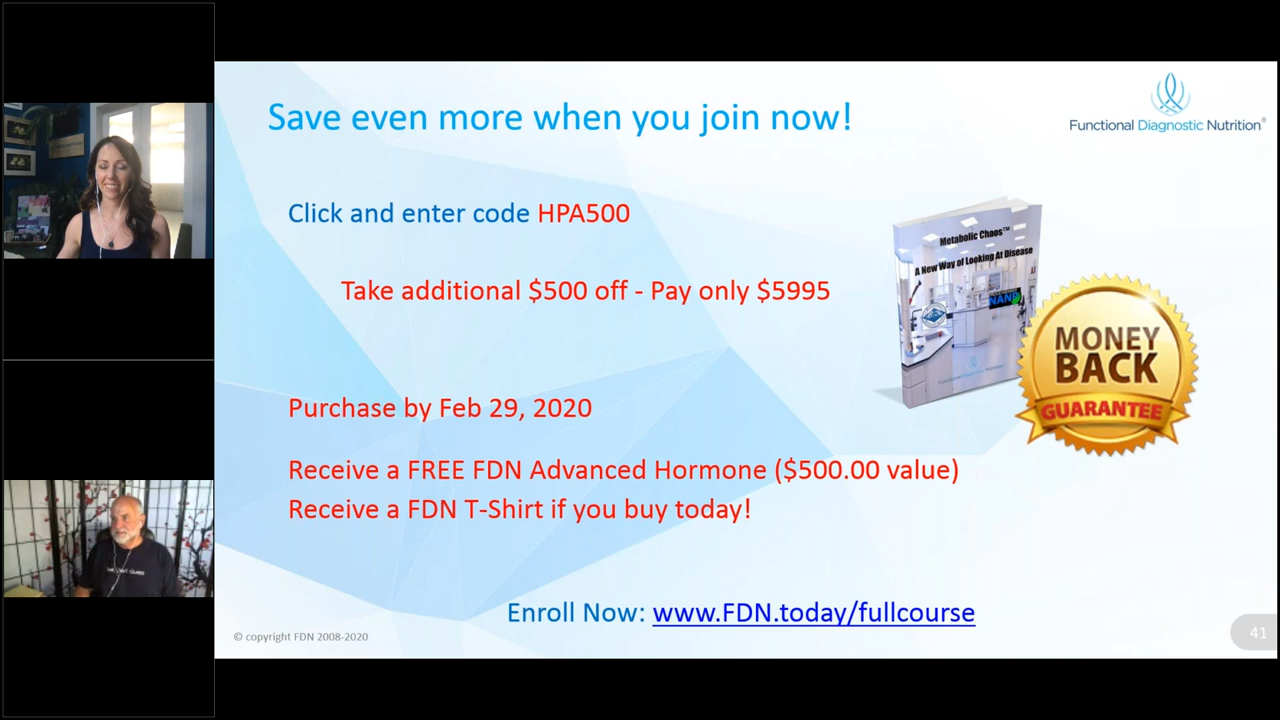 Save even more when you join now!
Functional Diagnostic Nutrition®
Click and enter code HPA500
Take additional $500 off - Pay only $5995
Metabolic Chaos™
A New Way of Looking At Disease
Functional Diagnostic Nutrition
MONEY
BACK
GUARANTEE
Purchase by Feb 29, 2020
Receive a FREE FDN Advanced Hormone ($500.00 value)
Receive a FDN T-Shirt if you buy today!
Enroll Now: www.FDN.today/fullcourse
© copyright FDN 2008-2020
41